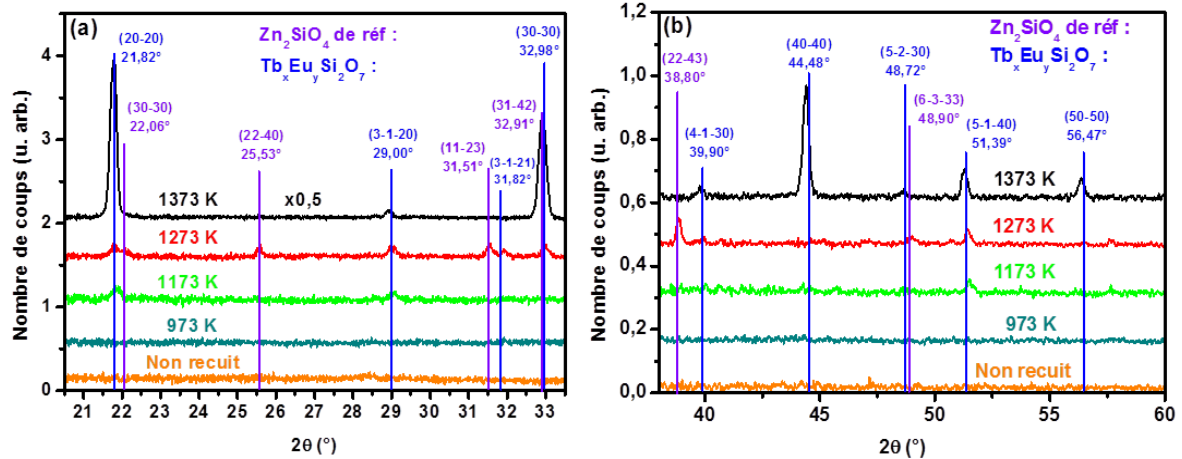 (a)
Zn2SiO4 de réf :
TbxEuySi2O7 :
(20-20)
21,82°
(30-30)
22,06°
(22-40)
25,53°
(3-1-20)
29,00°
(11-23)
31,51°
(31-42)
32,91°
(3-1-21)
31,82°
(30-30)
32,98°
1373 K
x0,5
1273 K
1173 K
973 K
Non recuit
Nombre de coups (u. arb.)
4
3
2
1
0
21 22 23 24 25 26 27 28 29 30 31 32 33
2θ (°)
(b)
Zn2SiO4 de réf :
TbxEuySi2O7 :
(22-43)
38,80°
(4-1-30)
39,90°
(40-40)
44,48°
(5-2-30)
48,72°
(6-3-33)
48,90°
(5-1-40)
51,39°
(50-50)
56,47°
1373 K
1273 K
1173 K
973 K
Non recuit
Nombre de coups (u. arb.)
1,2
1,0
0,8
0,6
0,4
0,2
0,0
40 45 50 55 60
2θ (°)